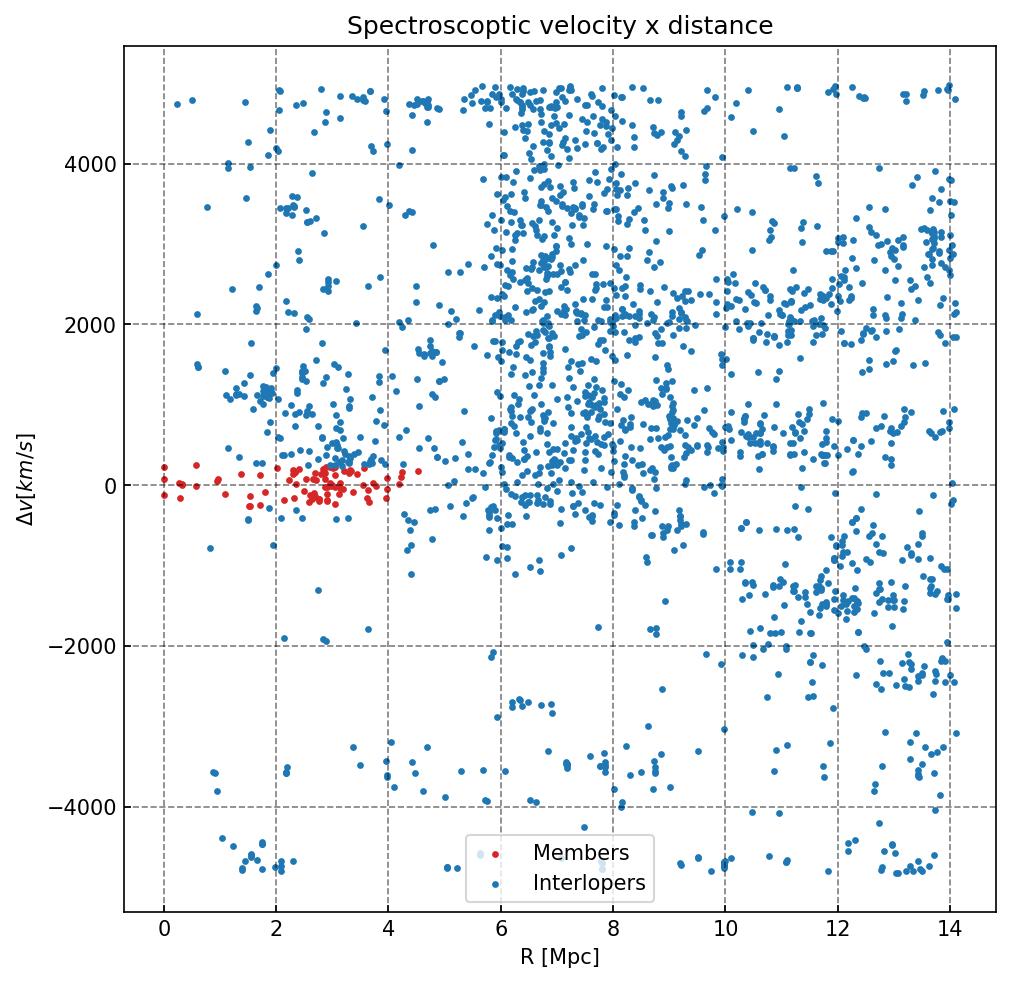 Spectroscoptic velocity x distance
4000
2000
0
−2000
−4000
Δv[km/s]
Members
Interlopers
0 2 4 6 8 10 12 14
R [Mpc]